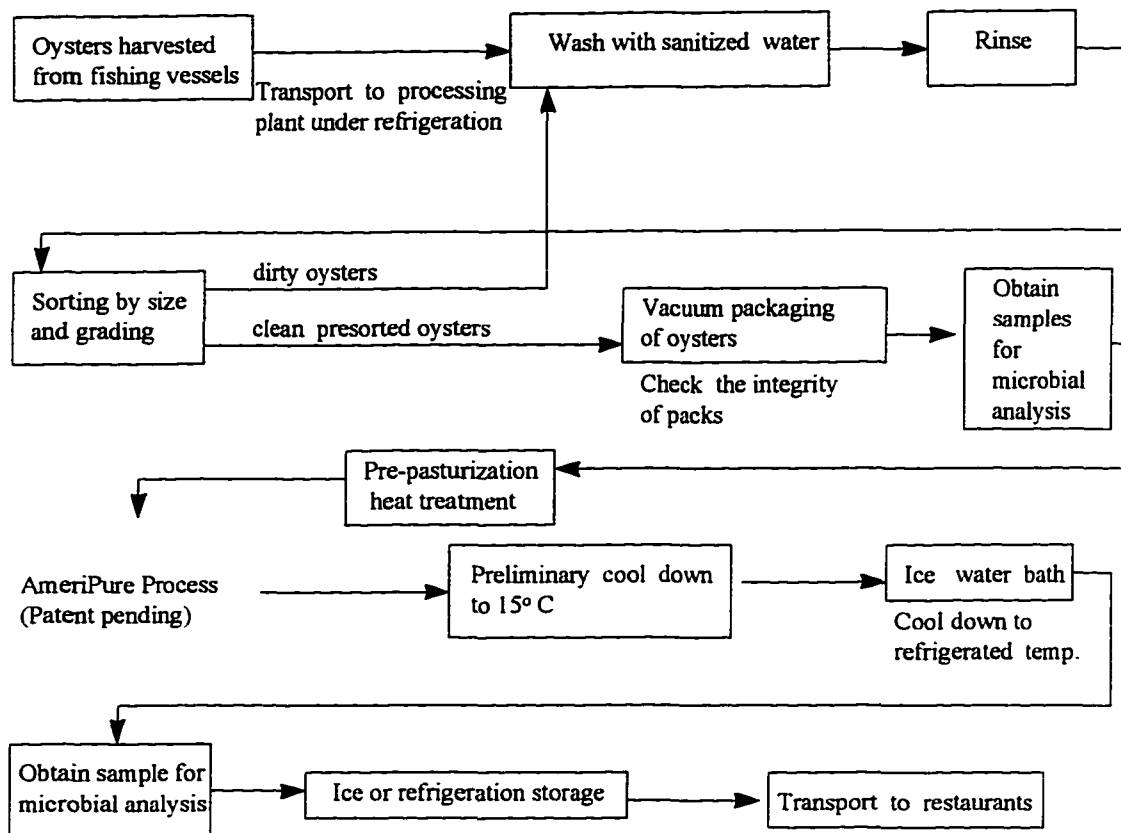 Oysters harvested
from fishing vessels
Transport to processing
plant under refrigeration
Wash with sanitized water
Rinse
Sorting by size
and grading
dirty oysters
clean presorted oysters
Vacuum packaging
of oysters
Check the integrity
of packs
Obtain
samples
for
microbial
analysis
Pre-pasturization
heat treatment
AmeriPure Process
(Patent pending)
Preliminary cool down
to 15° C
Ice water bath
Cool down to
refrigerated temp.
Obtain sample for
microbial analysis
Ice or refrigeration storage
Transport to restaurants